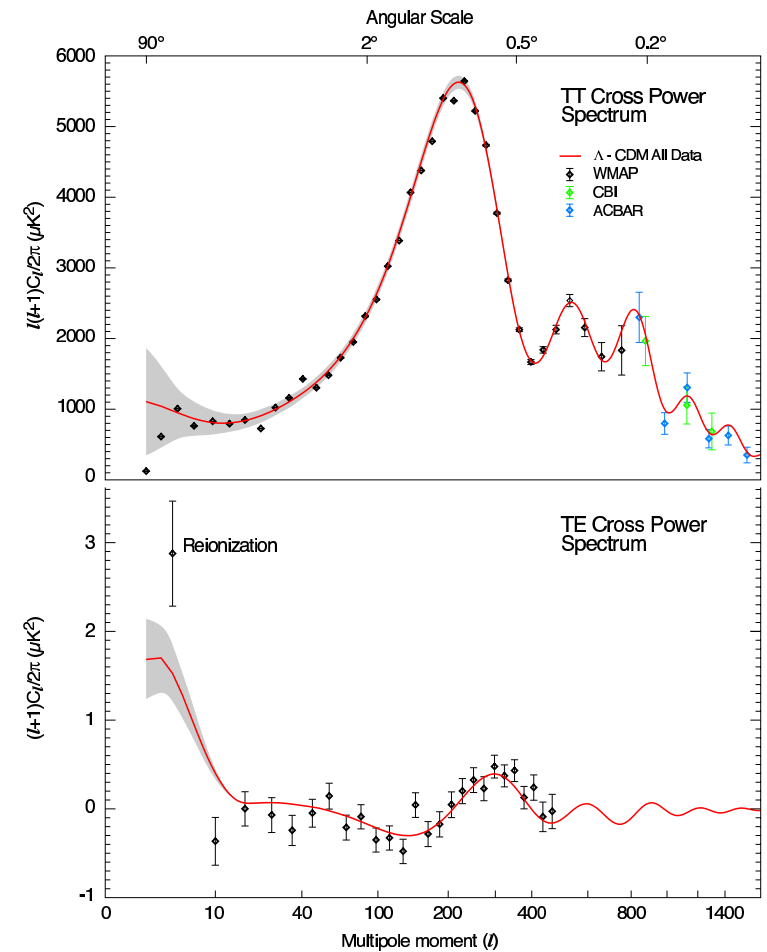 Angular Scale
90° 2° 0.5° 0.2°
6000
5000
4000
3000
2000
1000
0
l(l+1)Cl/2π (μK²)
TT Cross Power
Spectrum
Λ - CDM All Data
WMAP
CBI
ACBAR
3
2
1
0
-1
(l+1)Cl/2π (μK²)
Reionization
TE Cross Power
Spectrum
0 10 40 100 200 400 800 1400
Multipole moment (l)